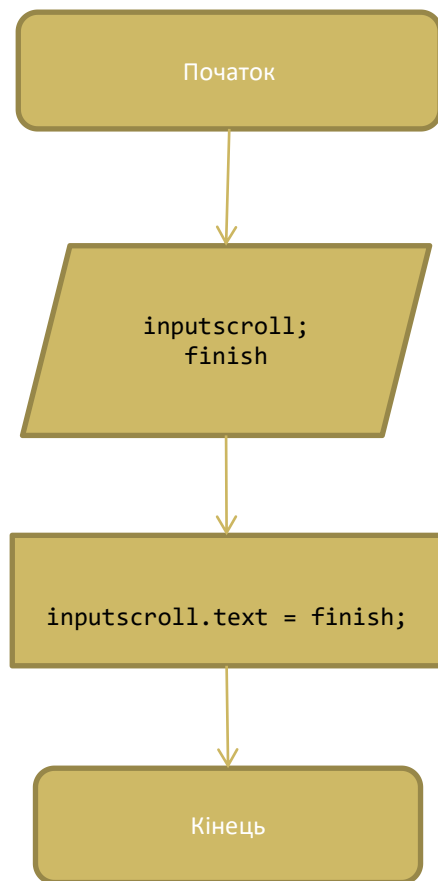 Початок
inputscroll;
finish
inputscroll.text = finish;
Кінець